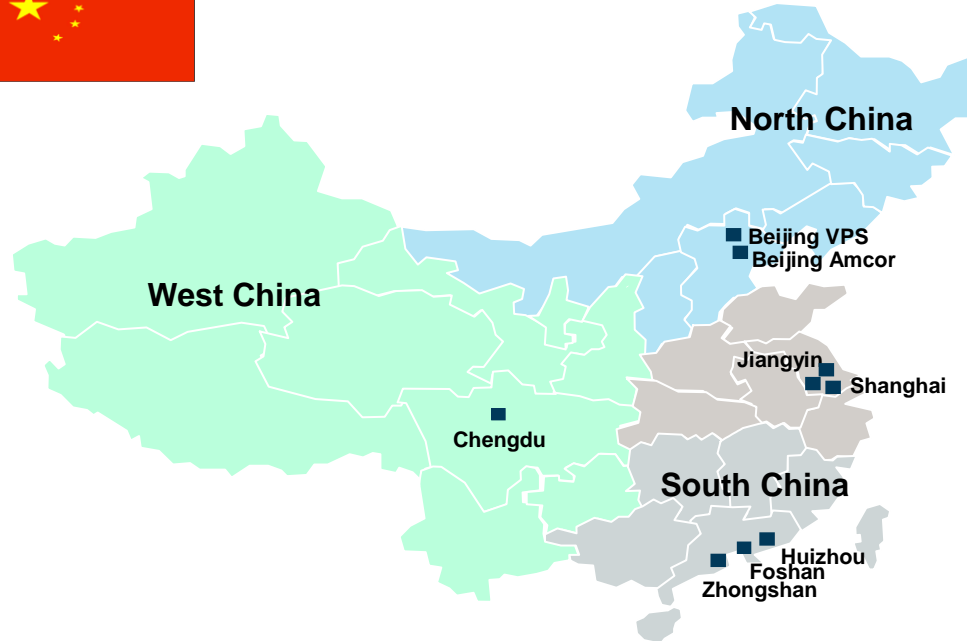 North China
Beijing VPS
Beijing Amcor
West China
Jiangyin
Shanghai
Chengdu
South China
Huizhou
Foshan
Zhongshan